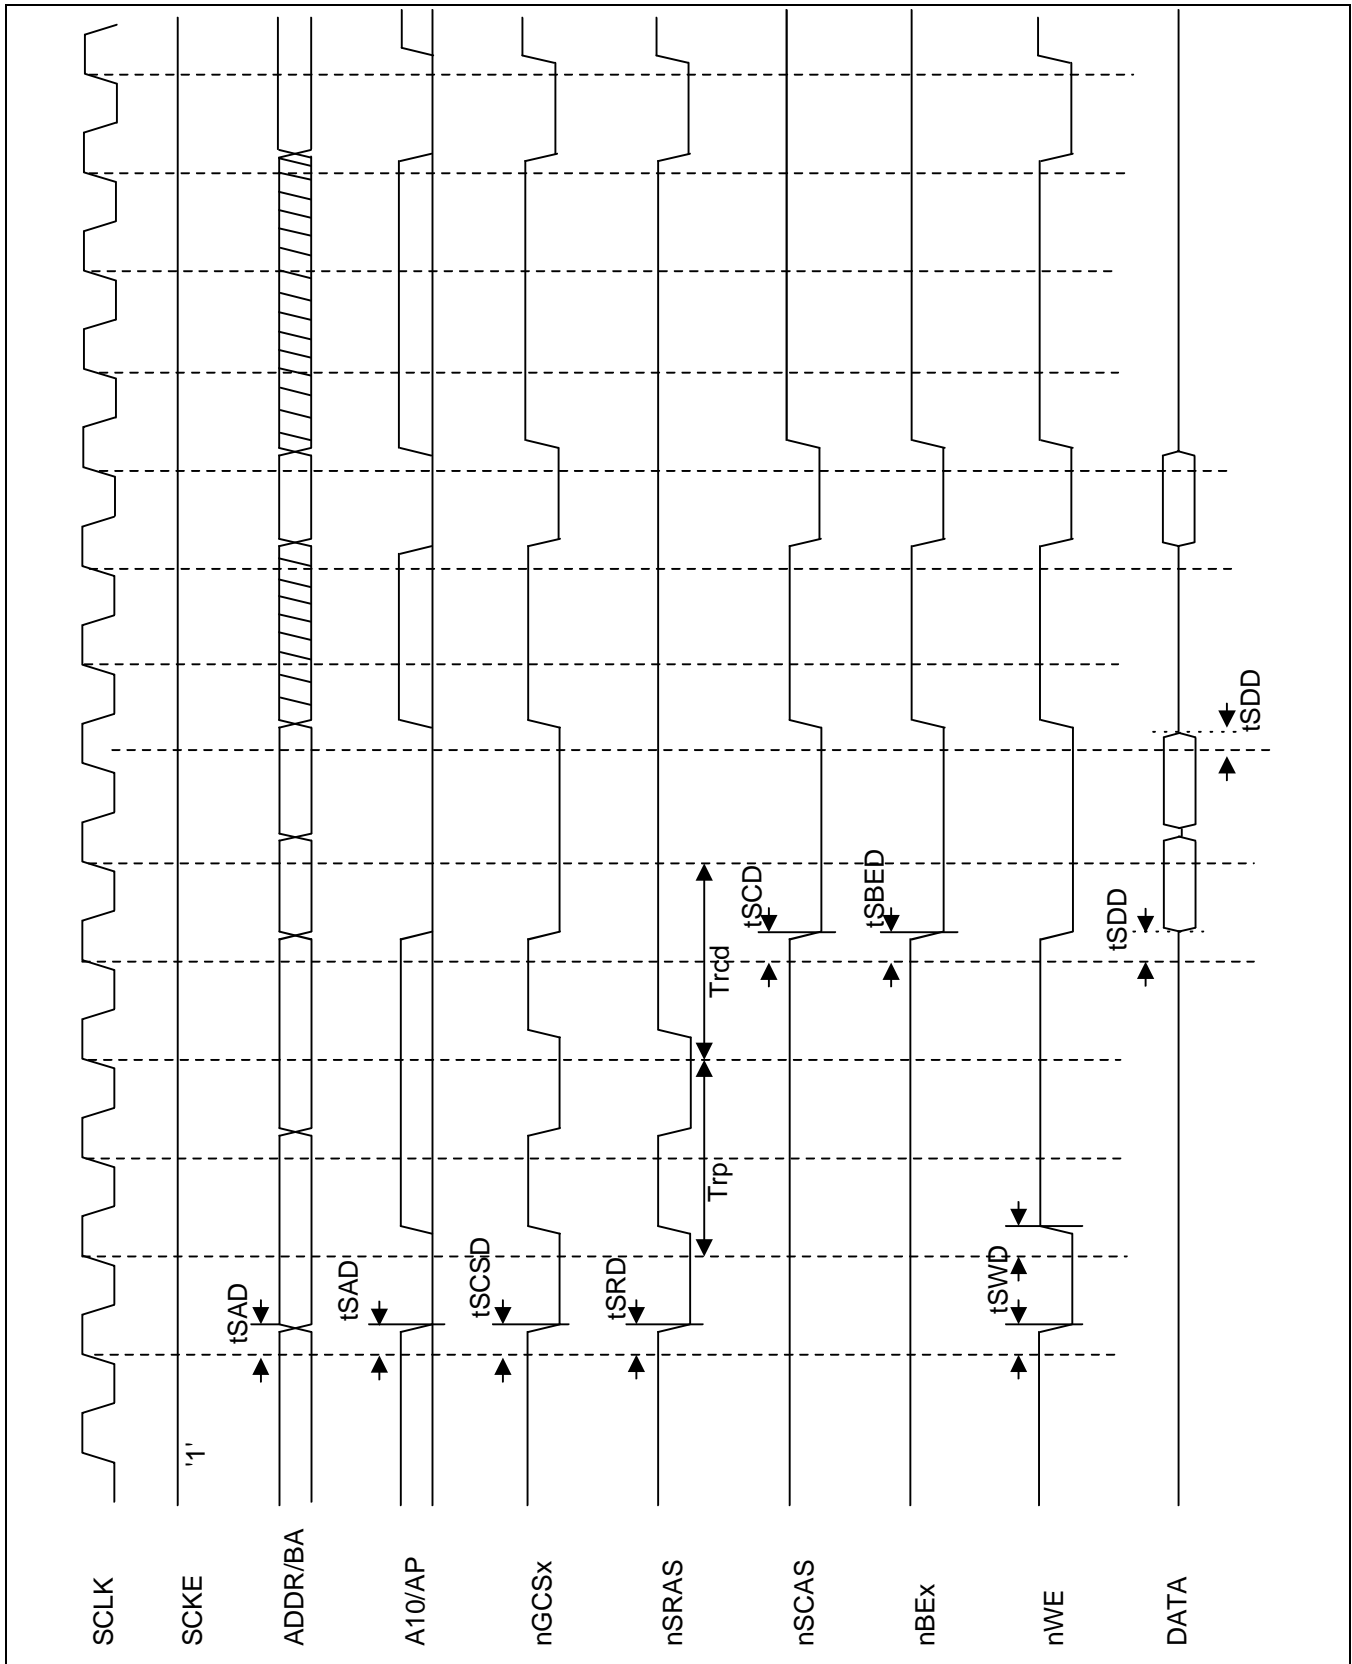 SCLK
SCKE
'1'
ADDR/BA
tSAD
A10/AP
tSAD
nGCSx
tSCSD
nSRAS
tSRD
Trp
Trcd
nSCAS
tSCD
nBEx
tSBED
nWE
tSWD
DATA
tSDD
tSDD